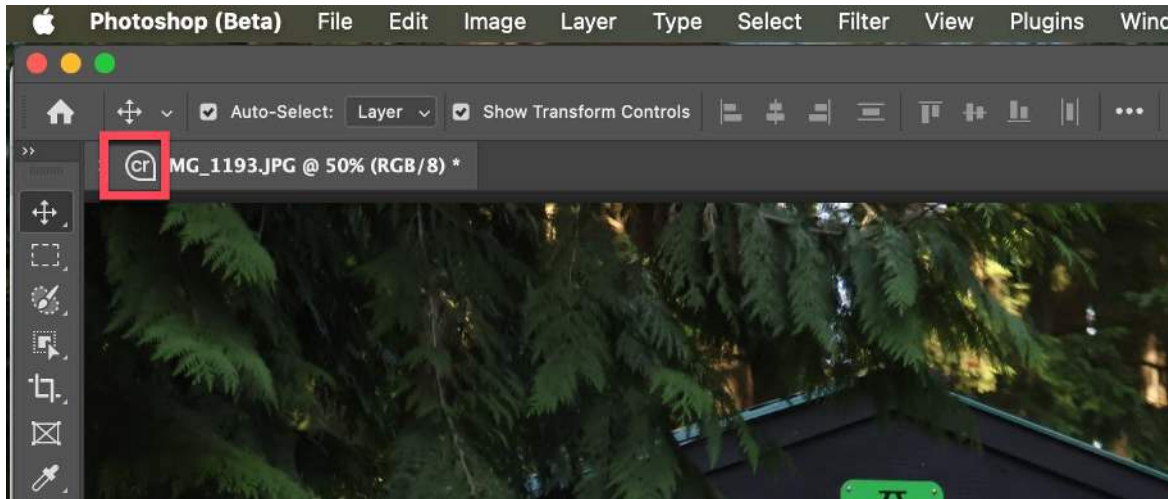 Photoshop (Beta) File Edit Image Layer Type Select Filter View Plugins
Auto-Select: Layer Show Transform Controls
cr MG_1193.JPG @ 50% (RGB/8) *